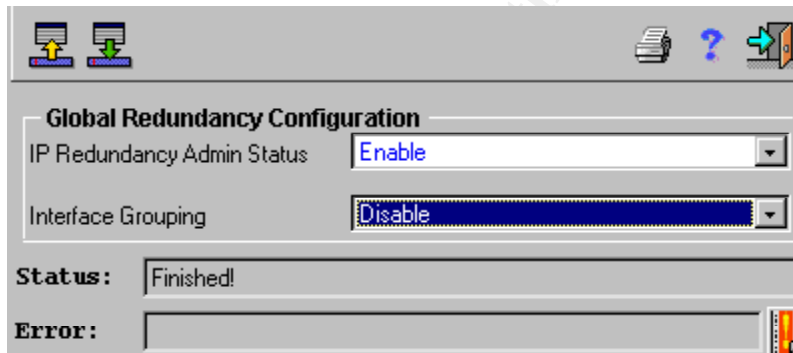 Global Redundancy Configuration
IP Redundancy Admin Status Enable
Interface Grouping Disable
Status: Finished!
Error: